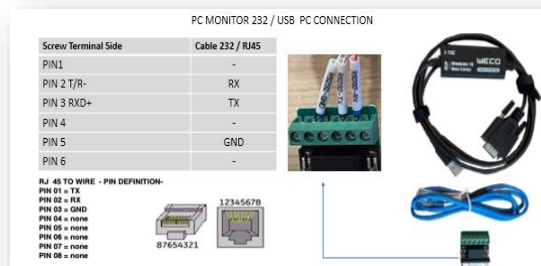 PC MONITOR 232 / USB PC CONNECTION
Screw Terminal Side Cable 232 / RJ45
PIN1 -
PIN 2 T/R- RX
PIN 3 RXD+ TX
PIN 4 -
PIN 5 GND
PIN 6 -
RJ 45 TO WIRE - PIN DEFINITION-
PIN 01 = TX
PIN 02 = RX
PIN 03 = GND
PIN 04 = none
PIN 05 = none
PIN 06 = none
PIN 07 = none
PIN 08 = none
87654321
12345678
WECO